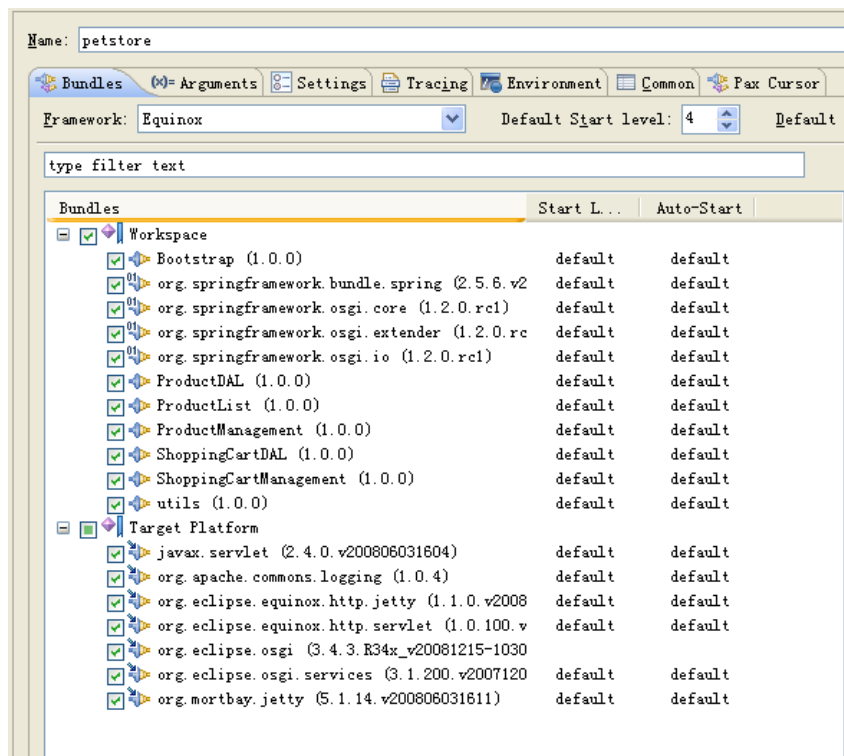 Name: petstore
Bundles (x)= Arguments Settings Tracing Environment Common Pax Cursor
Framework: Equinox Default Start level: 4 Default
type filter text
Bundles Start L... Auto-Start
Workspace
Bootstrap (1.0.0) default default
org.springframework.bundle.spring (2.5.6.v2 default default
org.springframework.osgi.core (1.2.0.rc1) default default
org.springframework.osgi.extender (1.2.0.rc default default
org.springframework.osgi.io (1.2.0.rc1) default default
ProductDAL (1.0.0) default default
ProductList (1.0.0) default default
ProductManagement (1.0.0) default default
ShoppingCartDAL (1.0.0) default default
ShoppingCartManagement (1.0.0) default default
utils (1.0.0) default default
Target Platform
javax.servlet (2.4.0.v200806031604) default default
org.apache.commons.logging (1.0.4) default default
org.eclipse.equinox.http.jetty (1.1.0.v2008 default default
org.eclipse.equinox.http.servlet (1.0.100.v default default
org.eclipse.osgi (3.4.3.R34x_v20081215-1030
org.eclipse.osgi.services (3.1.200.v2007120 default default
org.mortbay.jetty (5.1.14.v200806031611) default default